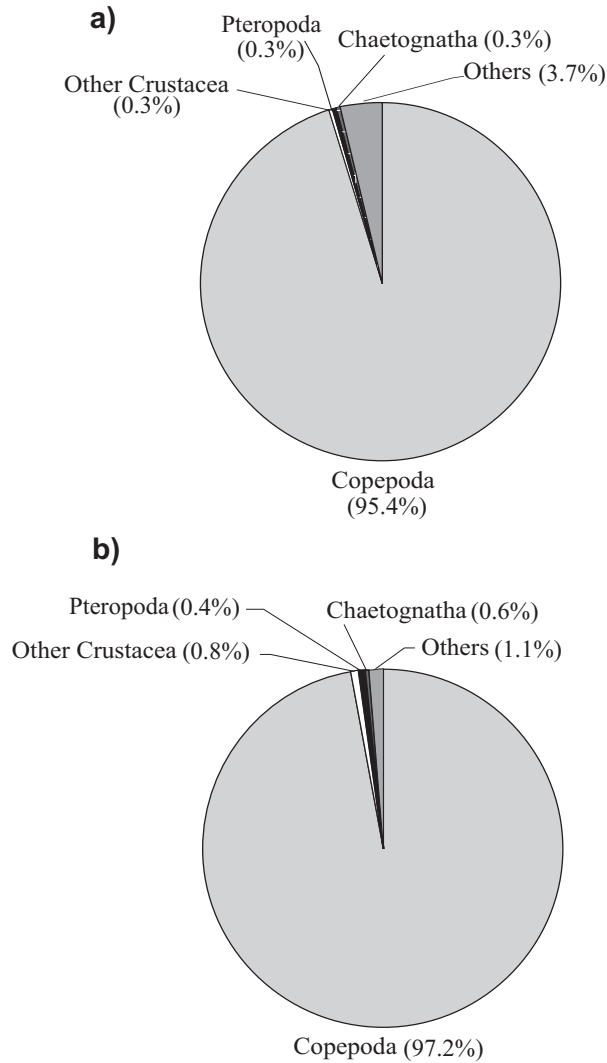 a)
Pteropoda
(0.3%)
Chaetognatha (0.3%)
Others (3.7%)
Other Crustacea
(0.3%)
Copepoda
(95.4%)
b)
Pteropoda (0.4%)
Chaetognatha (0.6%)
Other Crustacea (0.8%)
Others (1.1%)
Copepoda (97.2%)